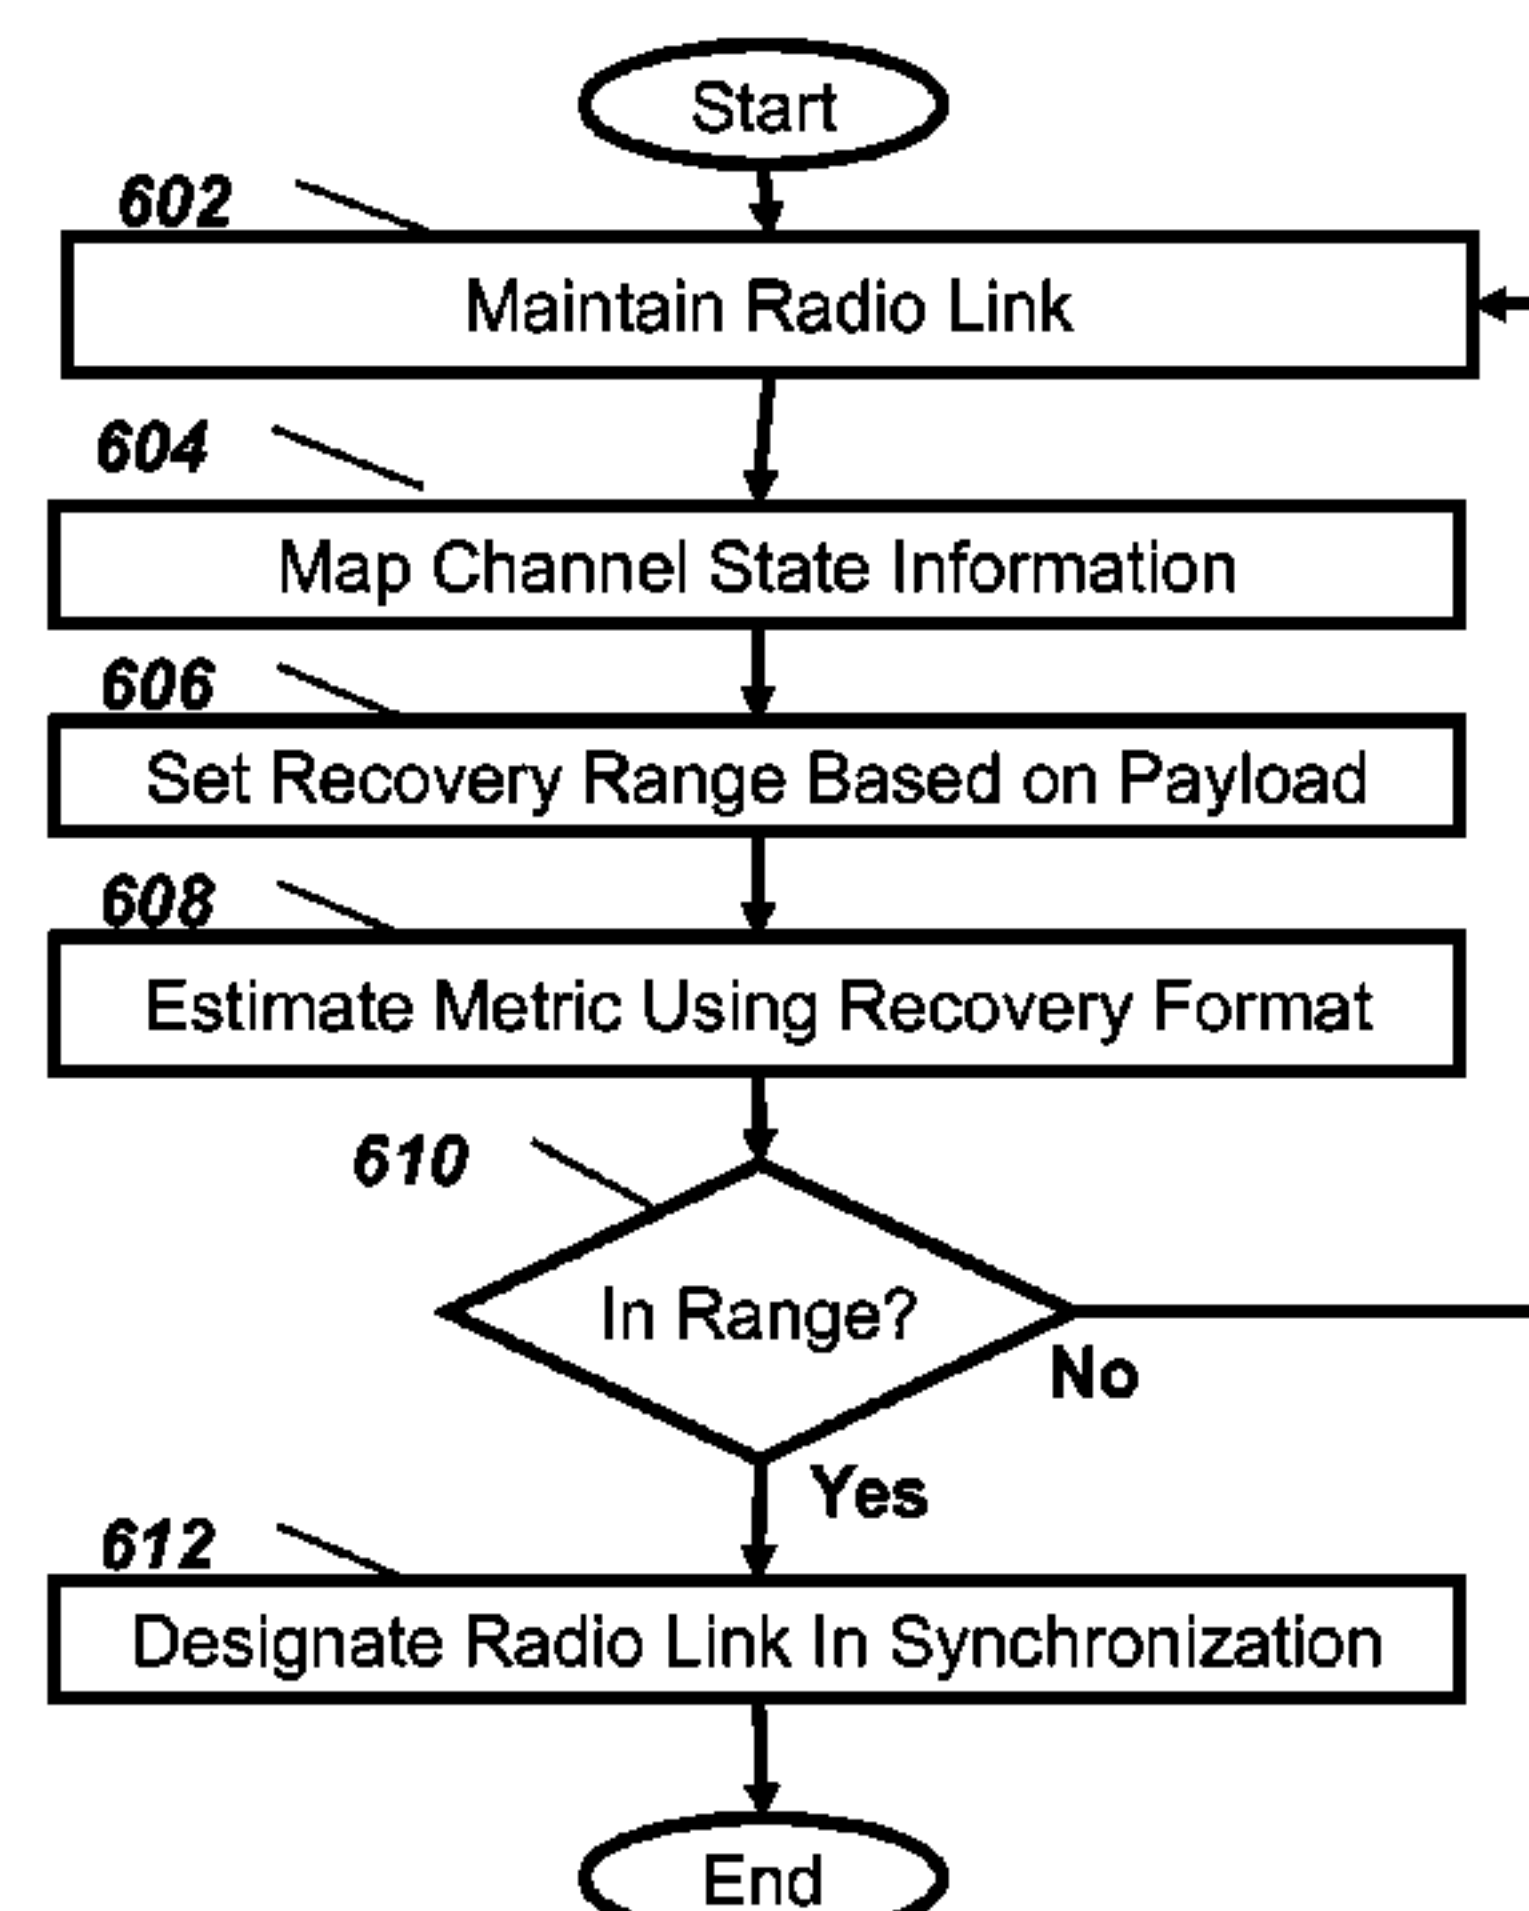 Start
602
Maintain Radio Link
604
Map Channel State Information
606
Set Recovery Range Based on Payload
608
Estimate Metric Using Recovery Format
610
In Range?
No
Yes
612
Designate Radio Link In Synchronization
End